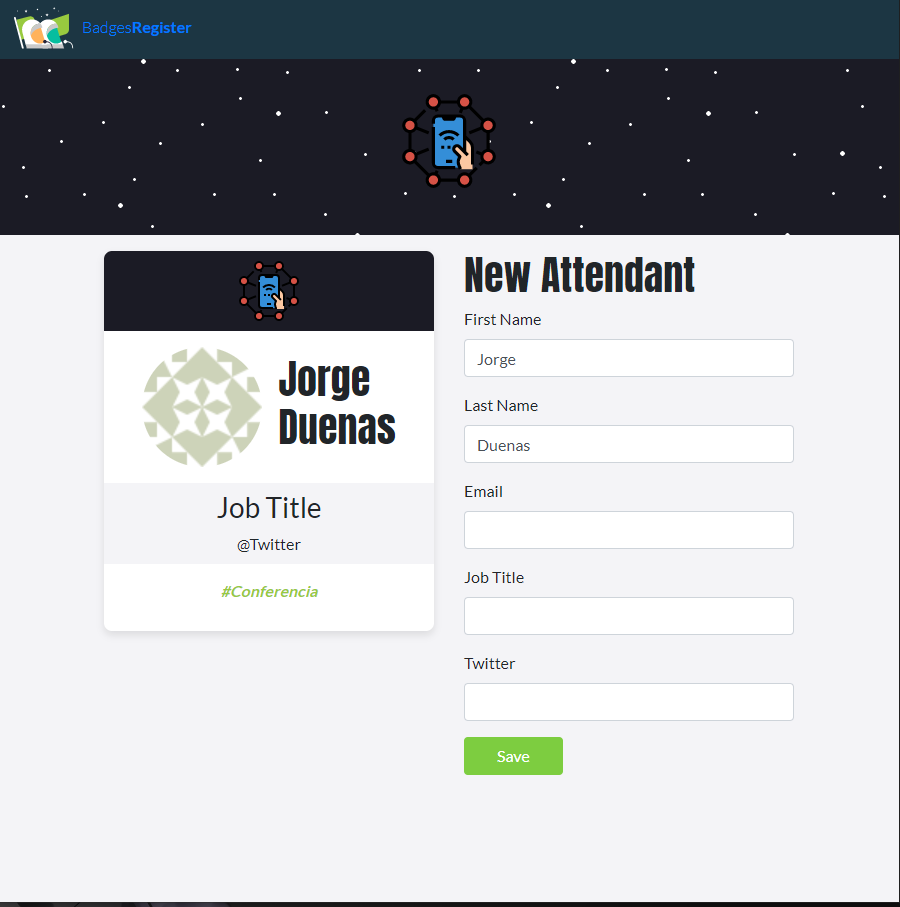 BadgesRegister
Jorge
Duenas
Job Title
@Twitter
#Conferencia
New Attendant
First Name
Jorge
Last Name
Duenas
Email
Job Title
Twitter
Save